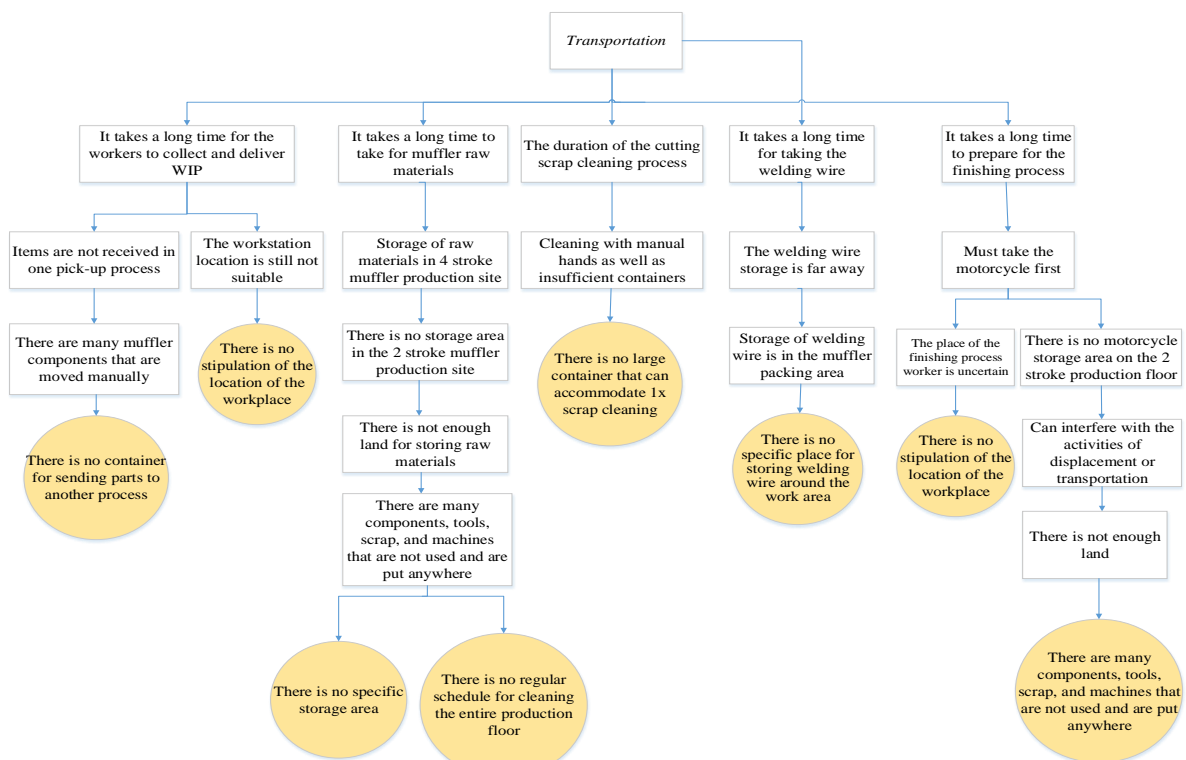 Transportation
It takes a long time for the
workers to collect and deliver
WIP
It takes a long time to
take for muffler raw
materials
The duration of the cutting
scrap cleaning process
It takes a long time
for taking the
welding wire
It takes a long time
to prepare for the
finishing process
Items are not received in
one pick-up process
The workstation
location is still not
suitable
Storage of raw
materials in 4 stroke
muffler production site
Cleaning with manual
hands as well as
insufficient containers
The welding wire
storage is far away
Must take the
motorcycle first
There are many muffler
components that are
moved manually
There is no
stipulation of the
location of the
workplace
There is no storage area
in the 2 stroke muffler
production site
There is no large
container that can
accommodate 1x
scrap cleaning
Storage of welding
wire is in the muffler
packing area
The place of the
finishing process
worker is uncertain
There is no motorcycle
storage area on the 2
stroke production floor
There is no container
for sending parts to
another process
There is not enough
land for storing raw
materials
There is no
specific place for
storing welding
wire around the
work area
There is no
stipulation of the
location of the
workplace
Can interfere with the
activities of
displacement or
transportation
There are many
components, tools,
scrap, and machines
that are not used and are
put anywhere
There is not enough
land
There is no specific
storage area
There is no regular
schedule for cleaning
the entire production
floor
There are many
components, tools,
scrap, and machines that
are not used and are put
anywhere